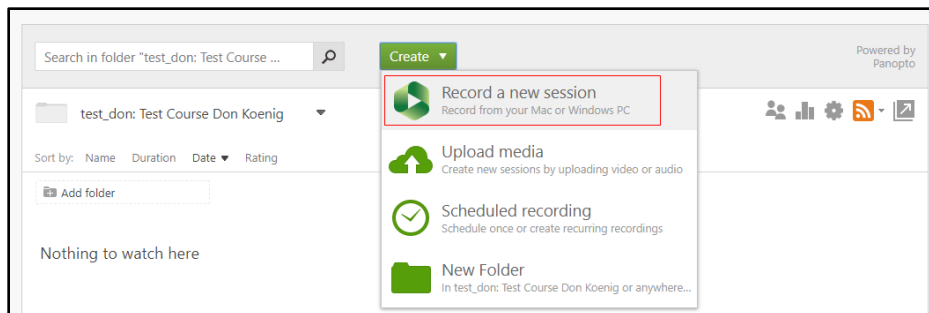 Search in folder "test_don: Test Course ...
Create
Powered by
Panopto
Record a new session
Record from your Mac or Windows PC
test_don: Test Course Don Koenig
Upload media
Create new sessions by uploading video or audio
Sort by: Name Duration Date Rating
Add folder
Scheduled recording
Schedule once or create recurring recordings
Nothing to watch here
New Folder
In test_don: Test Course Don Koenig or anywhere...